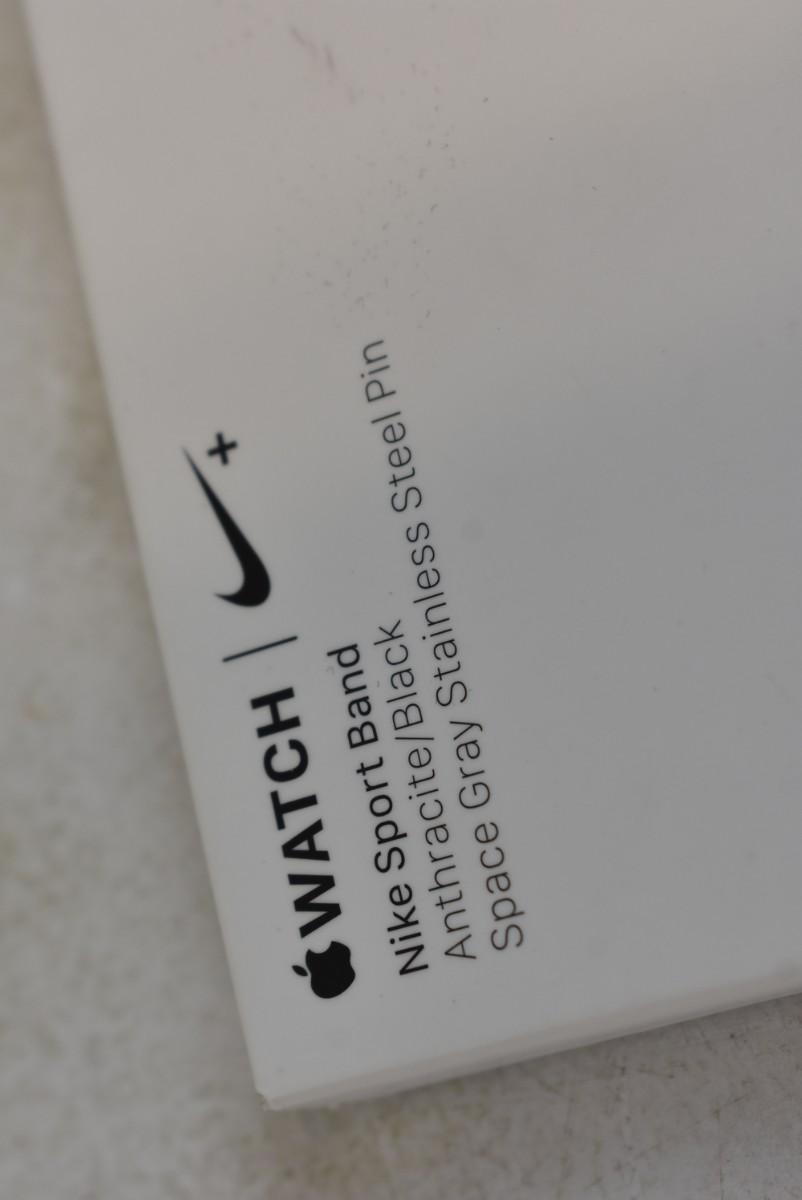 WATCH | +
Nike Sport Band
Anthracite/Black
Space Gray Stainless Steel Pin